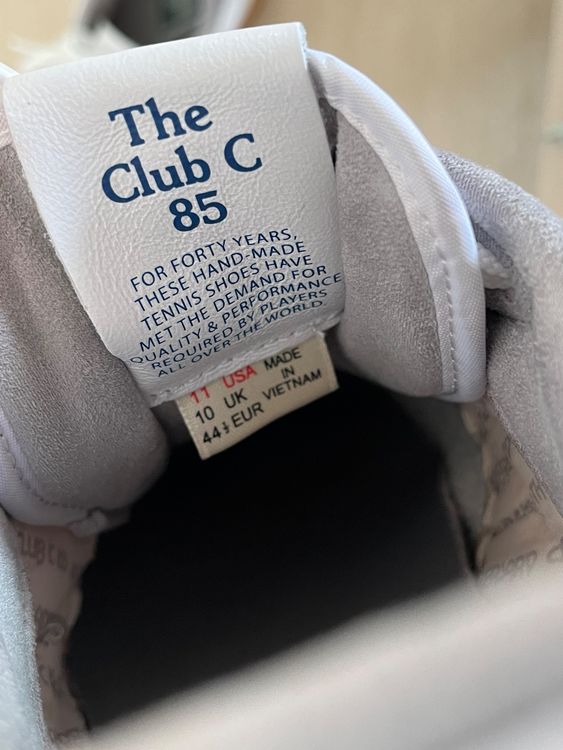 The
Club C
85
FOR FORTY YEARS,
THESE HAND-MADE
TENNIS SHOES HAVE
MET THE DEMAND FOR
QUALITY & PERFORMANCE
REQUIRED BY PLAYERS
ALL OVER THE WORLD.
11 USA MADE
10 UK IN
44½ EUR VIETNAM